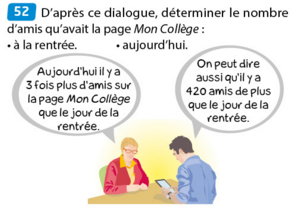 52 D'après ce dialogue, déterminer le nombre
d'amis qu'avait la page Mon Collège :
• à la rentrée. • aujourd'hui.
Aujourd'hui il y a
3 fois plus d'amis sur
la page Mon Collège
que le jour de la
rentrée.
On peut dire
aussi qu'il y a
420 amis de plus
que le jour de la
rentrée.